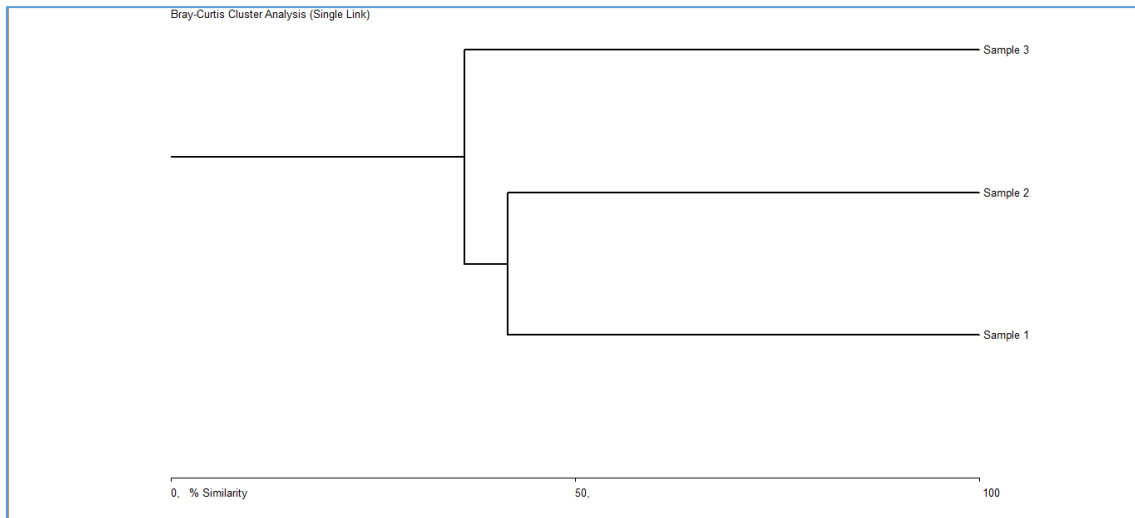 Bray-Curtis Cluster Analysis (Single Link)
Sample 3
Sample 2
Sample 1
0, % Similarity 50, 100